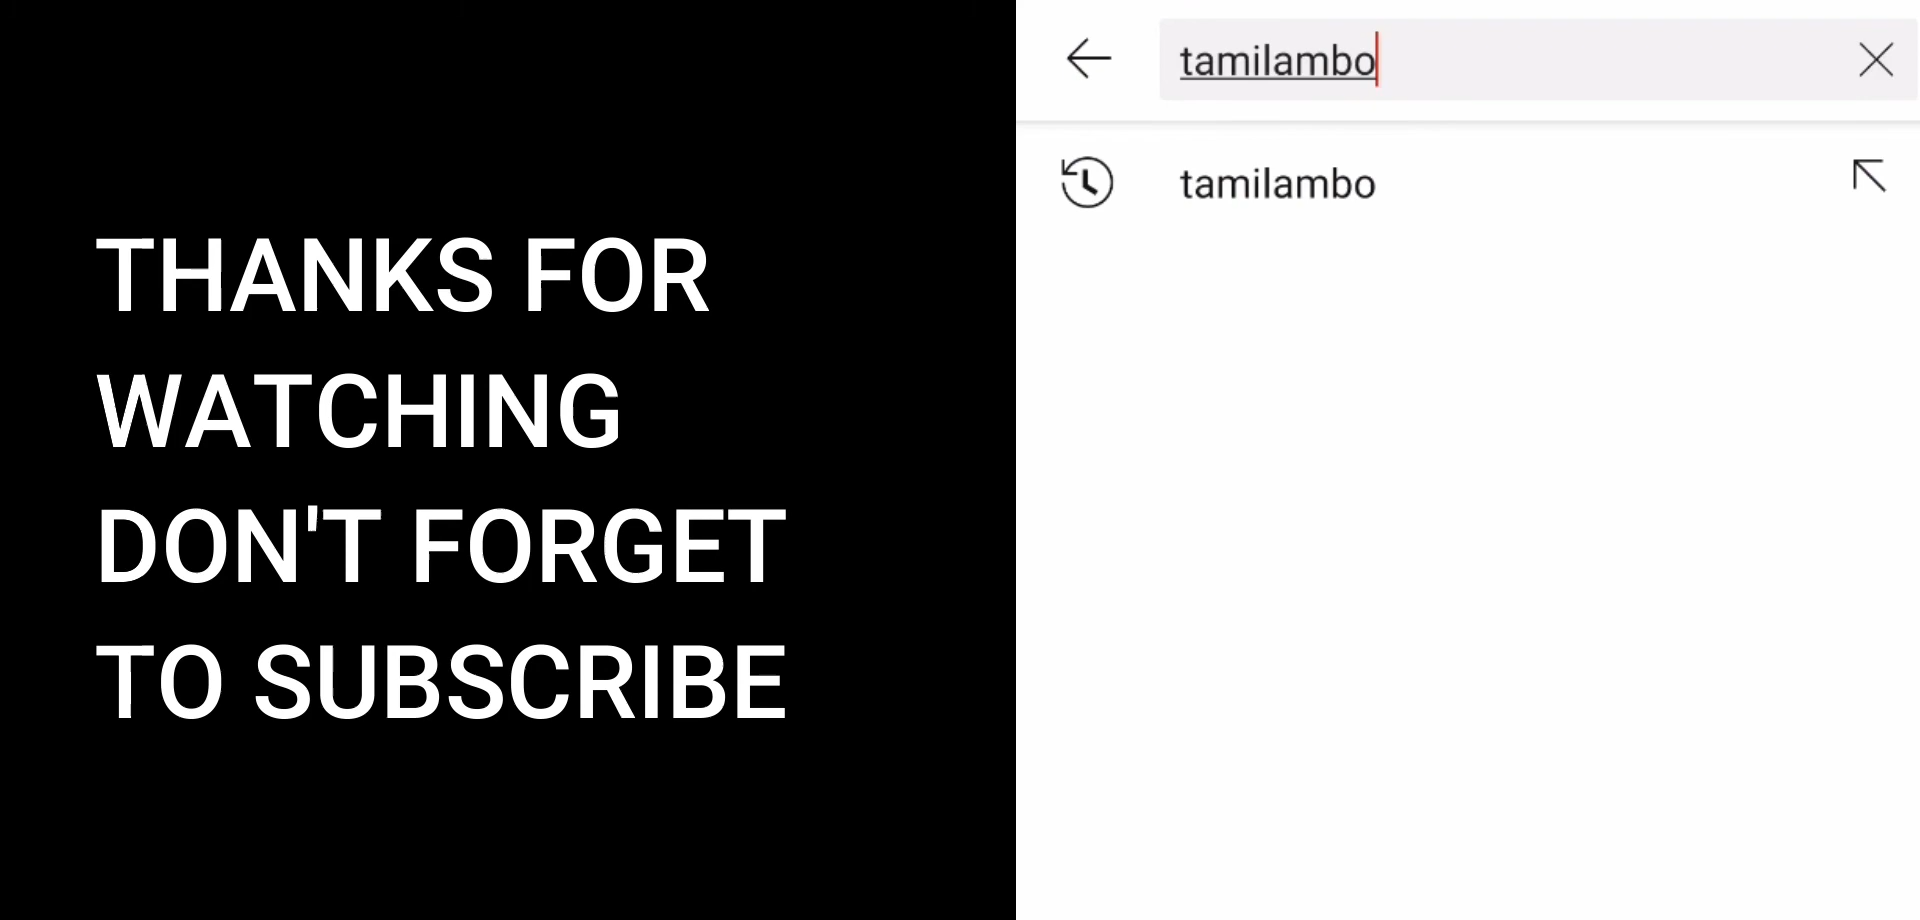 THANKS FOR
WATCHING
DON'T FORGET
TO SUBSCRIBE
tamilambo
tamilambo